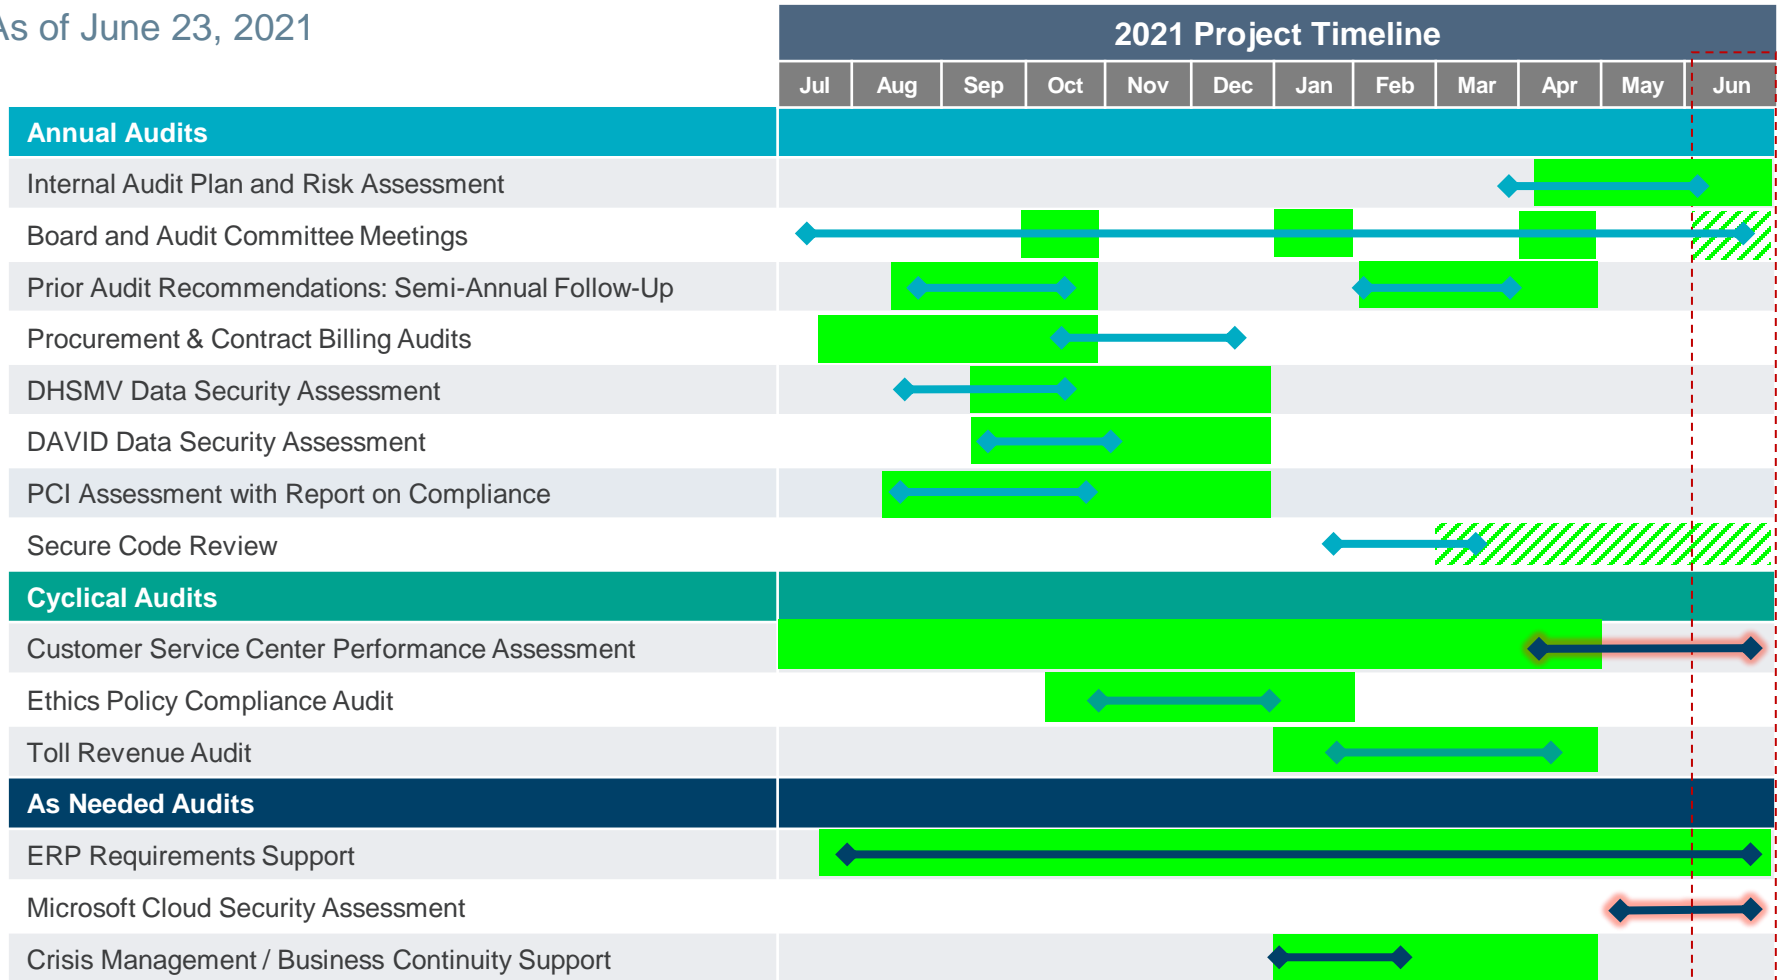 As of June 23, 2021
2021 Project Timeline
Jul Aug Sep Oct Nov Dec Jan Feb Mar Apr May Jun
Annual Audits
Internal Audit Plan and Risk Assessment
Board and Audit Committee Meetings
Prior Audit Recommendations: Semi-Annual Follow-Up
Procurement & Contract Billing Audits
DHSMV Data Security Assessment
DAVID Data Security Assessment
PCI Assessment with Report on Compliance
Secure Code Review
Cyclical Audits
Customer Service Center Performance Assessment
Ethics Policy Compliance Audit
Toll Revenue Audit
As Needed Audits
ERP Requirements Support
Microsoft Cloud Security Assessment
Crisis Management / Business Continuity Support